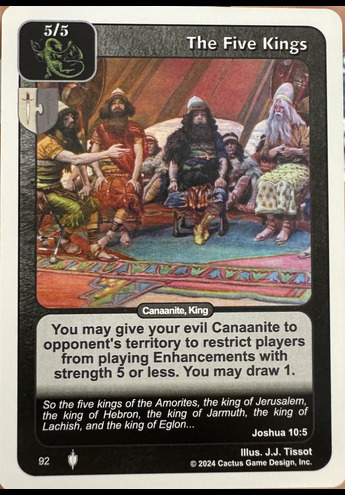 5/5
The Five Kings
Canaanite, King
You may give your evil Canaanite to
opponent's territory to restrict players
from playing Enhancements with
strength 5 or less. You may draw 1.
So the five kings of the Amorites, the king of Jerusalem,
the king of Hebron, the king of Jarmuth, the king of
Lachish, and the king of Eglon...
Joshua 10:5
Illus. J.J. Tissot
92
© 2024 Cactus Game Design, Inc.